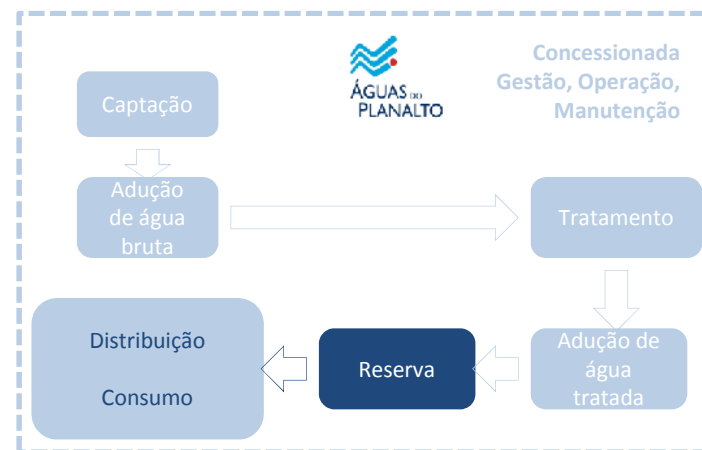 Concessionada
Gestão, Operação,
Manutenção
ÁGUAS DO
PLANALTO
Captação
Adução
de água
bruta
Tratamento
Distribuição
Consumo
Reserva
Adução de
água
tratada